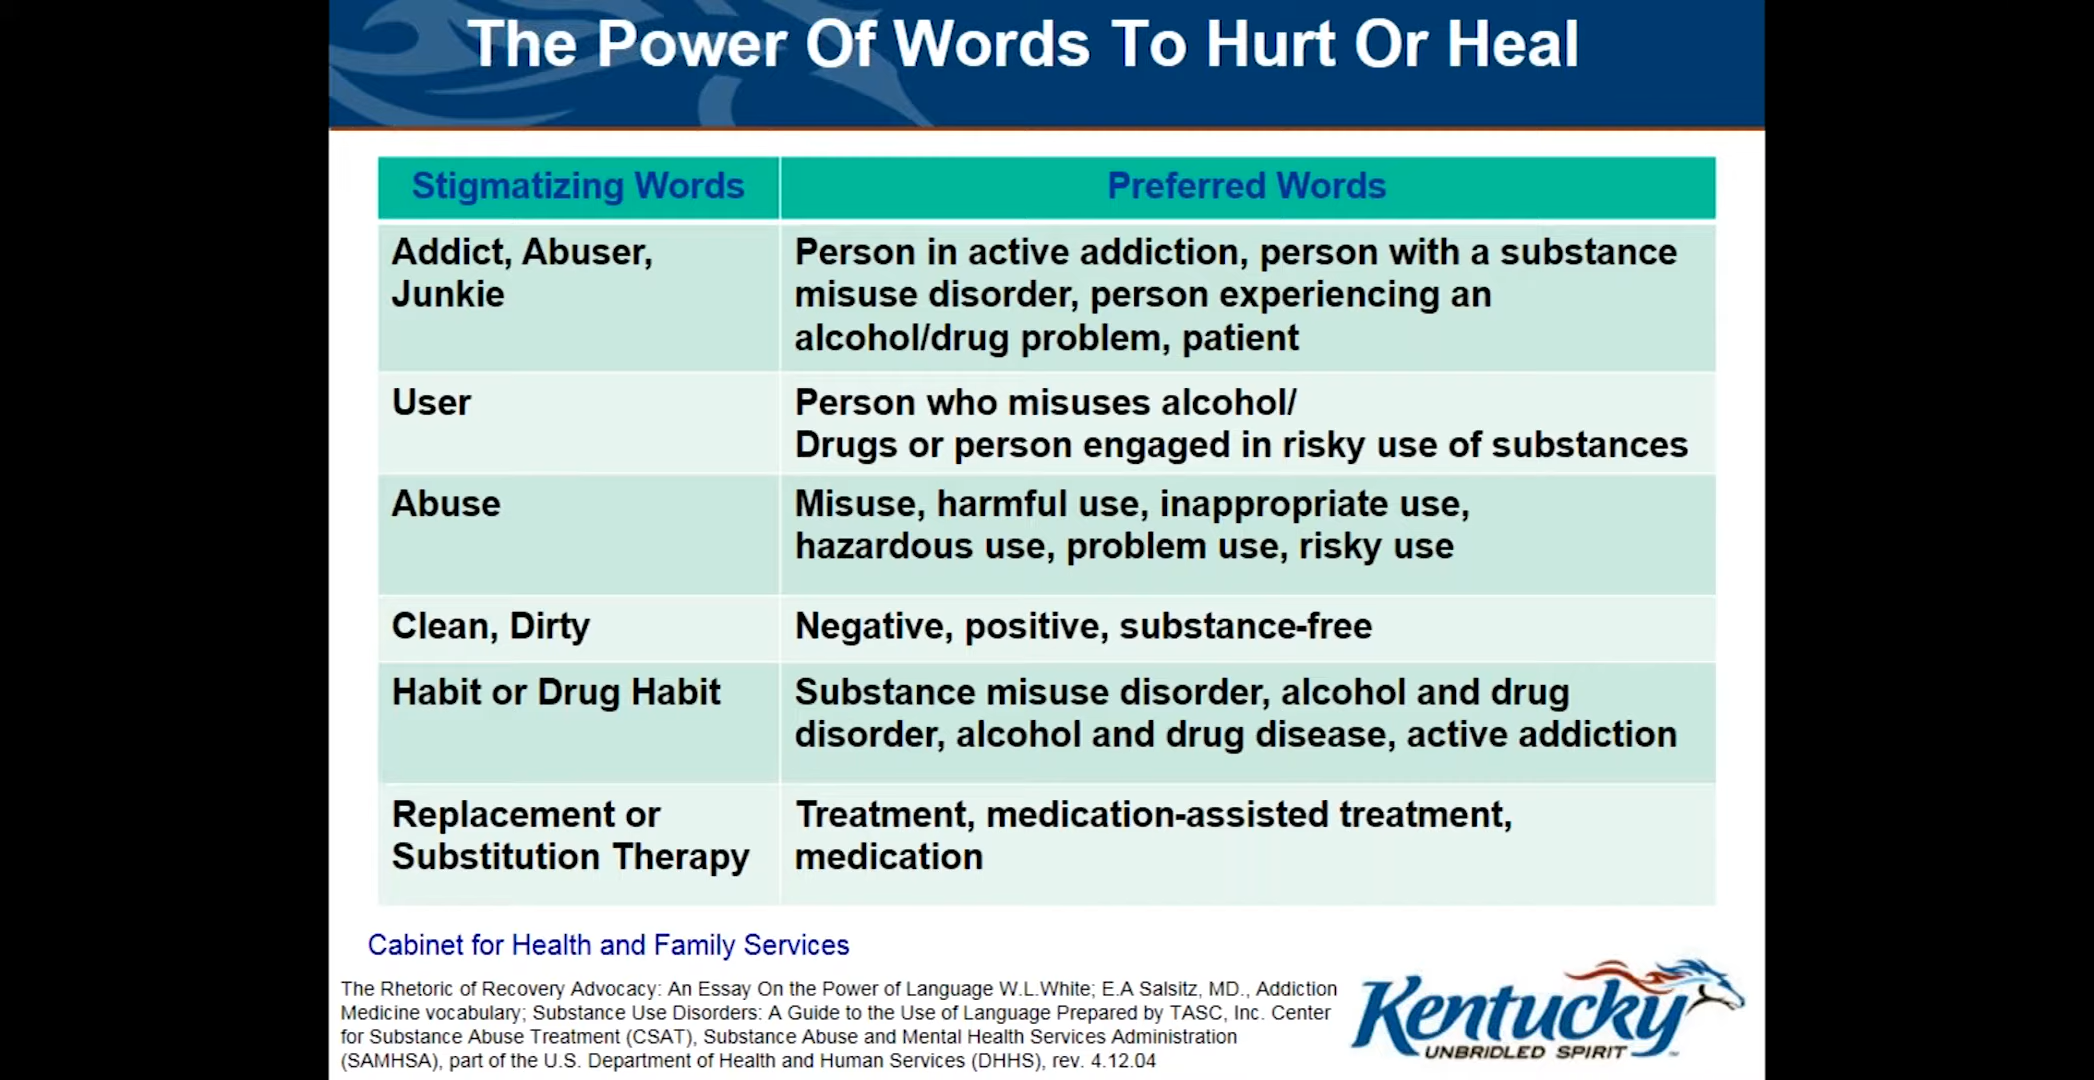 The Power Of Words To Hurt Or Heal
Stigmatizing Words
Preferred Words
Addict, Abuser,
Junkie
Person in active addiction, person with a substance
misuse disorder, person experiencing an
alcohol/drug problem, patient
User
Person who misuses alcohol/
Drugs or person engaged in risky use of substances
Abuse
Misuse, harmful use, inappropriate use,
hazardous use, problem use, risky use
Clean, Dirty
Negative, positive, substance-free
Habit or Drug Habit
Substance misuse disorder, alcohol and drug
disorder, alcohol and drug disease, active addiction
Replacement or
Substitution Therapy
Treatment, medication-assisted treatment,
medication
Cabinet for Health and Family Services
The Rhetoric of Recovery Advocacy: An Essay On the Power of Language W.L.White; E.A Salsitz, MD., Addiction
Medicine vocabulary; Substance Use Disorders: A Guide to the Use of Language Prepared by TASC, Inc. Center
for Substance Abuse Treatment (CSAT), Substance Abuse and Mental Health Services Administration
(SAMHSA), part of the U.S. Department of Health and Human Services (DHHS), rev. 4.12.04
Kentucky
UNBRIDLED SPIRIT